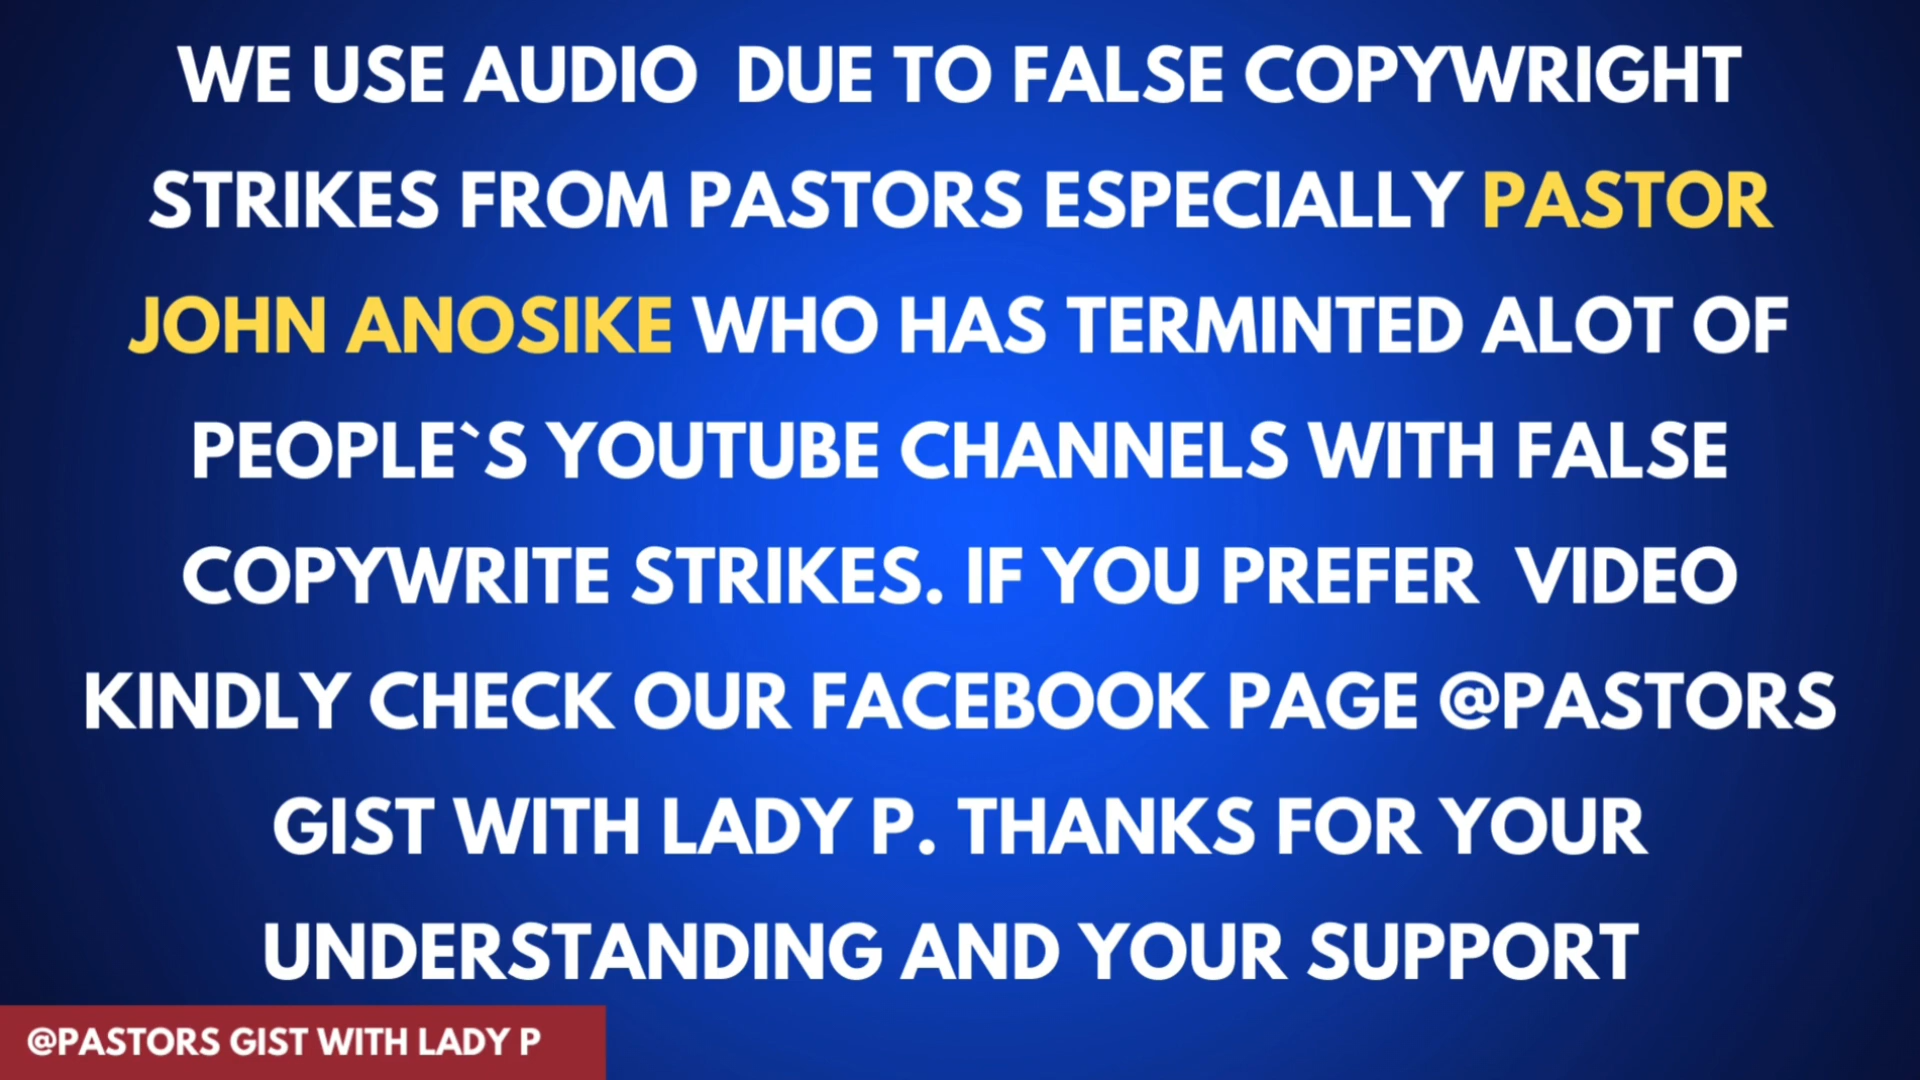 WE USE AUDIO  DUE TO FALSE COPYWRIGHT
STRIKES FROM PASTORS ESPECIALLY PASTOR
JOHN ANOSIKE WHO HAS TERMINTED ALOT OF
PEOPLE`S YOUTUBE CHANNELS WITH FALSE
COPYWRITE STRIKES. IF YOU PREFER  VIDEO
KINDLY CHECK OUR FACEBOOK PAGE @PASTORS
GIST WITH LADY P. THANKS FOR YOUR
UNDERSTANDING AND YOUR SUPPORT
@PASTORS GIST WITH LADY P